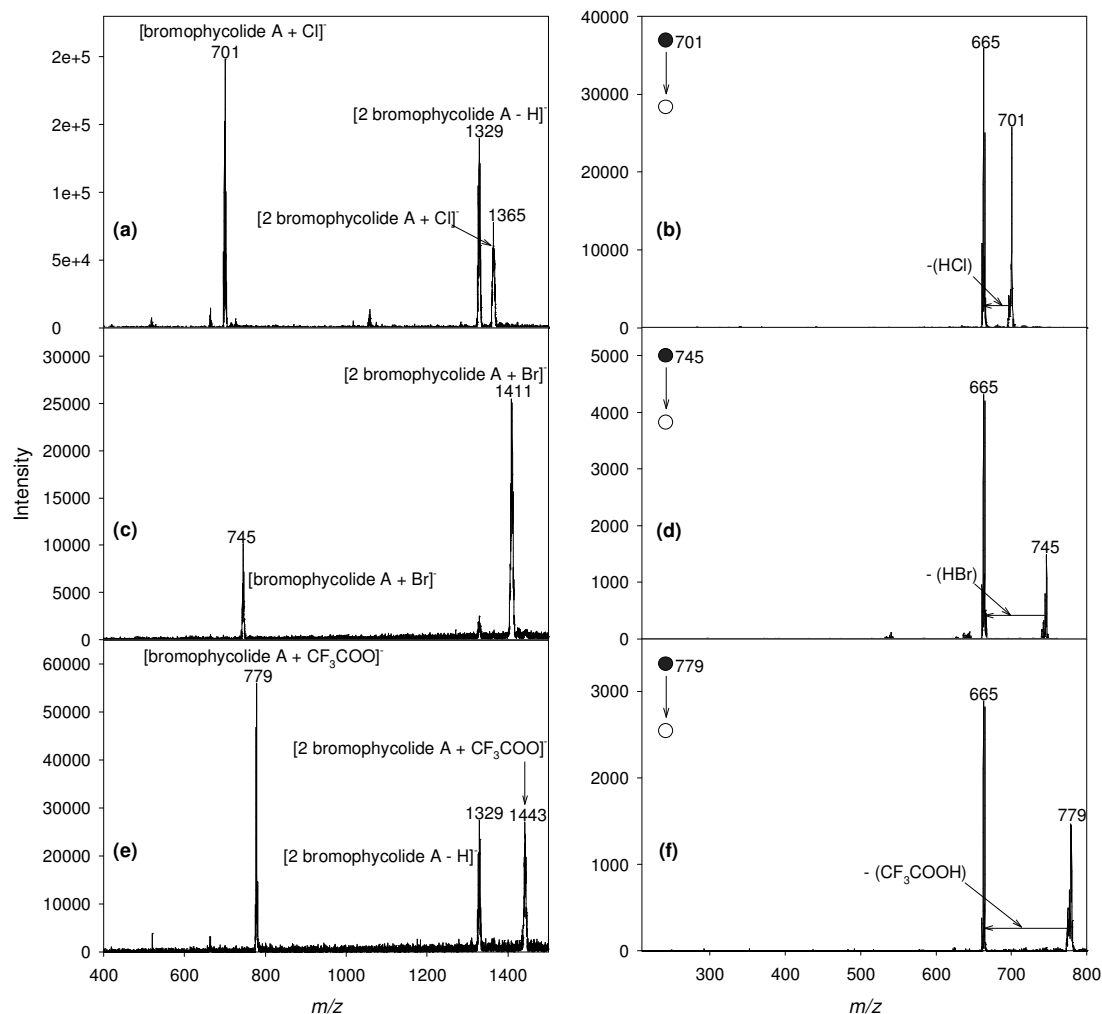 [bromophycolide A + Cl]⁻
701
[2 bromophycolide A - H]⁻
1329
[2 bromophycolide A + Cl]⁻
1365
(a)
2e+5
2e+5
1e+5
5e+4
0
701
665
701
-(HCl)
(b)
40000
30000
20000
10000
0
[2 bromophycolide A + Br]⁻
1411
745
[bromophycolide A + Br]⁻
(c)
30000
25000
20000
15000
10000
5000
0
Intensity
745
665
745
- (HBr)
(d)
5000
4000
3000
2000
1000
0
[bromophycolide A + CF₃COO]⁻
779
[2 bromophycolide A + CF₃COO]⁻
1329
1443
[2 bromophycolide A - H]⁻
(e)
60000
50000
40000
30000
20000
10000
0
400 600 800 1000 1200 1400
m/z
779
665
779
- (CF₃COOH)
(f)
3000
2000
1000
0
300 400 500 600 700 800
m/z